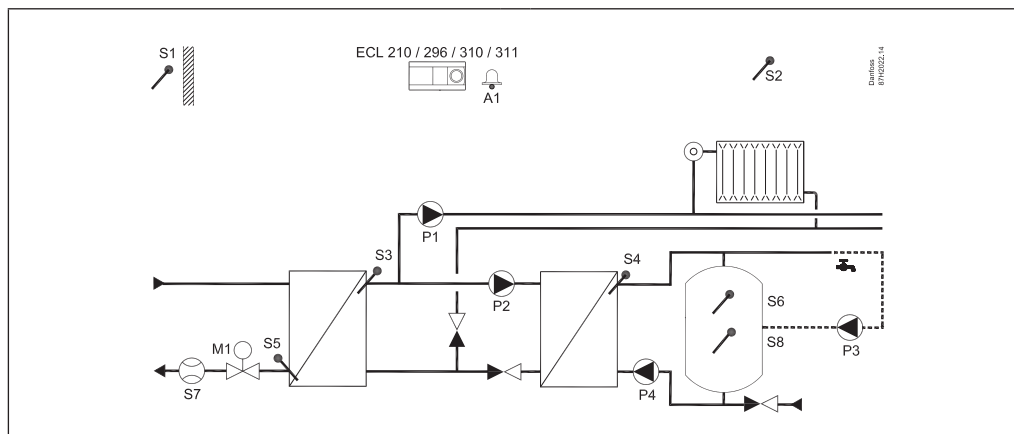 S1
ECL 210 / 296 / 310 / 311
A1
S2
Danfoss
87H2022.14
P1
S3
S4
P2
S6
S8
P3
M1
S5
S7
P4